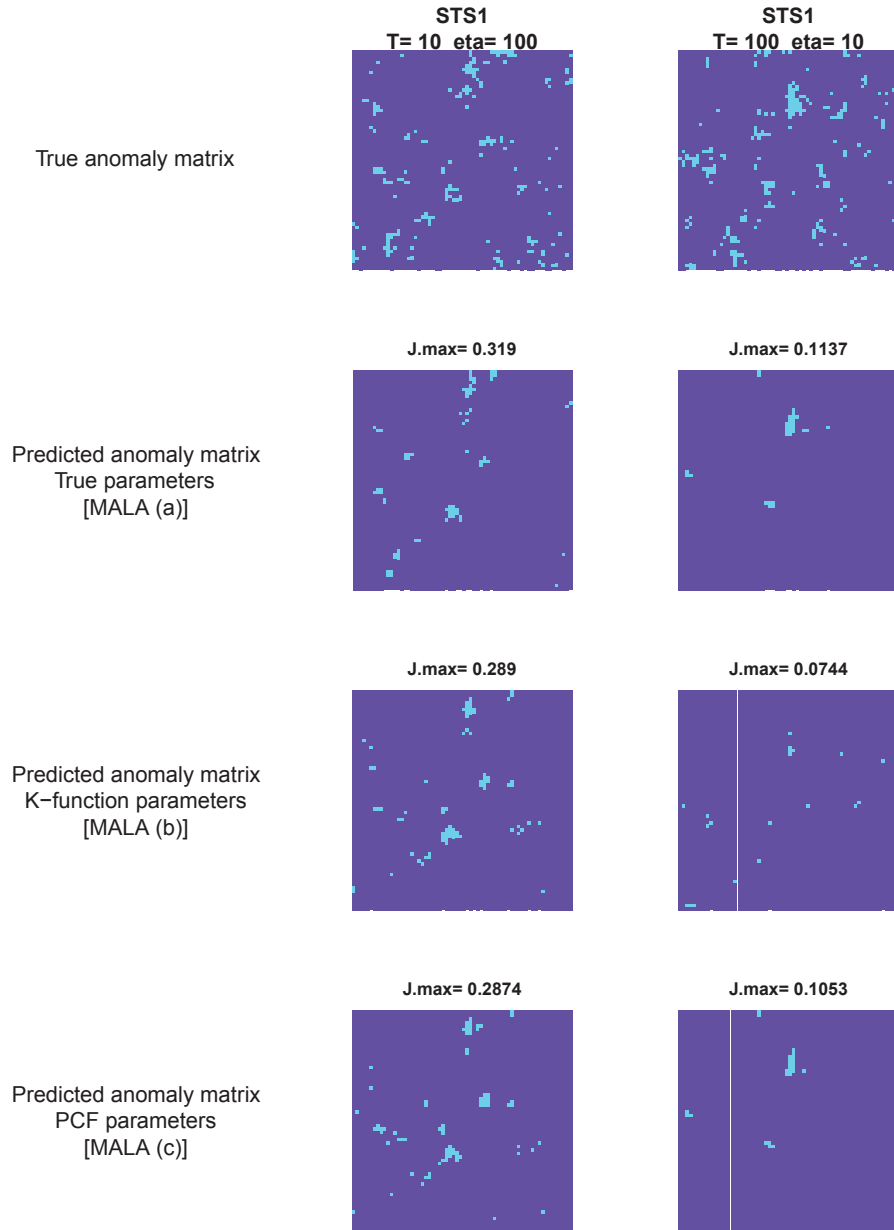 STS1
T= 10 eta= 100
STS1
T= 100 eta= 10
True anomaly matrix
J.max= 0.319
J.max= 0.1137
Predicted anomaly matrix
True parameters
[MALA (a)]
J.max= 0.289
J.max= 0.0744
Predicted anomaly matrix
K−function parameters
[MALA (b)]
J.max= 0.2874
J.max= 0.1053
Predicted anomaly matrix
PCF parameters
[MALA (c)]